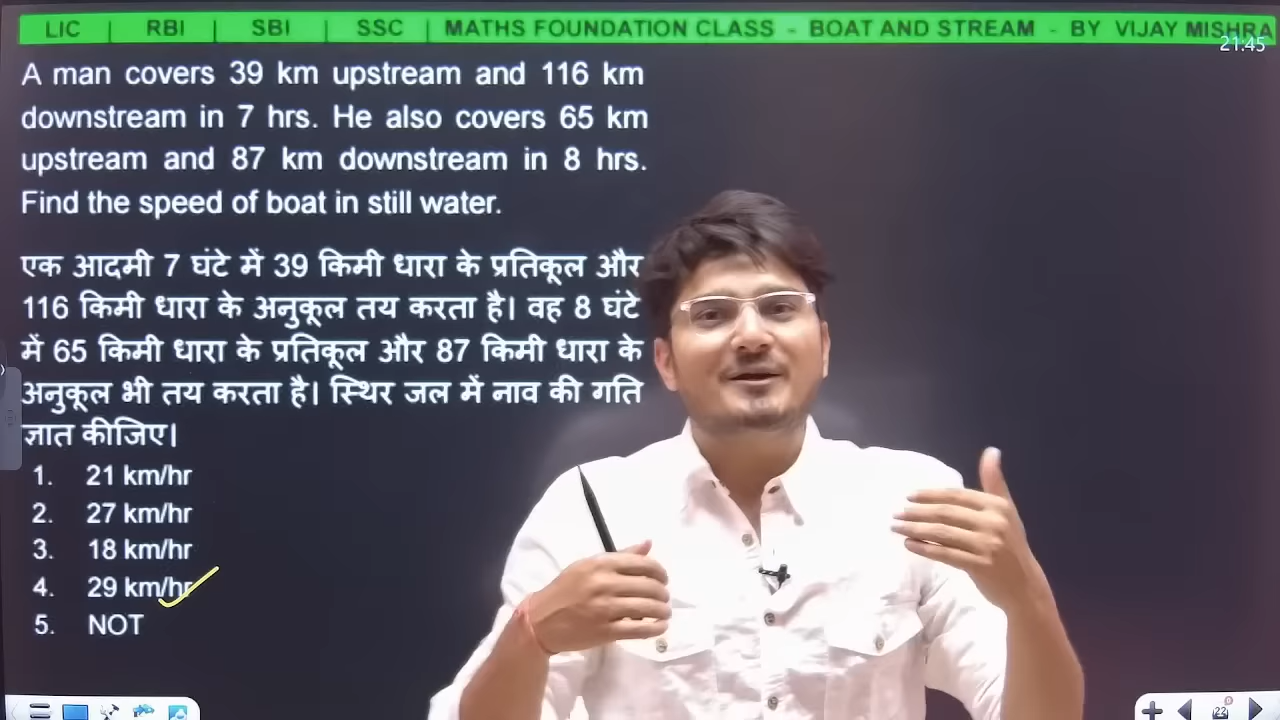 LIC | RBI | SBI | SSC | MATHS FOUNDATION CLASS - BOAT AND STREAM - BY VIJAY MISHRA
21:45
A man covers 39 km upstream and 116 km
downstream in 7 hrs. He also covers 65 km
upstream and 87 km downstream in 8 hrs.
Find the speed of boat in still water.
एक आदमी 7 घंटे में 39 किमी धारा के प्रतिकूल और
116 किमी धारा के अनुकूल तय करता है। वह 8 घंटे
में 65 किमी धारा के प्रतिकूल और 87 किमी धारा के
अनुकूल भी तय करता है। स्थिर जल में नाव की गति
ज्ञात कीजिए।
1. 21 km/hr
2. 27 km/hr
3. 18 km/hr
4. 29 km/hr
5. NOT